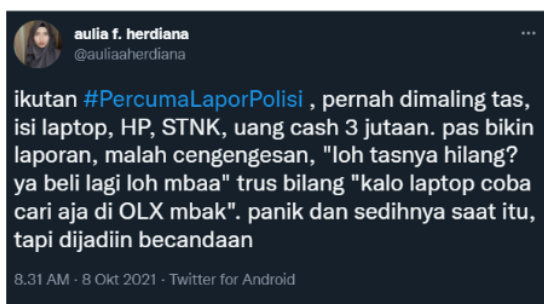 aulia f. herdiana
@auliaaherdiana
ikutan #PercumaLaporPolisi , pernah dimaling tas,
isi laptop, HP, STNK, uang cash 3 jutaan. pas bikin
laporan, malah cengengesan, "loh tasnya hilang?
ya beli lagi loh mbaa" trus bilang "kalo laptop coba
cari aja di OLX mbak". panik dan sedihnya saat itu,
tapi dijadiin becandaan
8.31 AM · 8 Okt 2021 · Twitter for Android